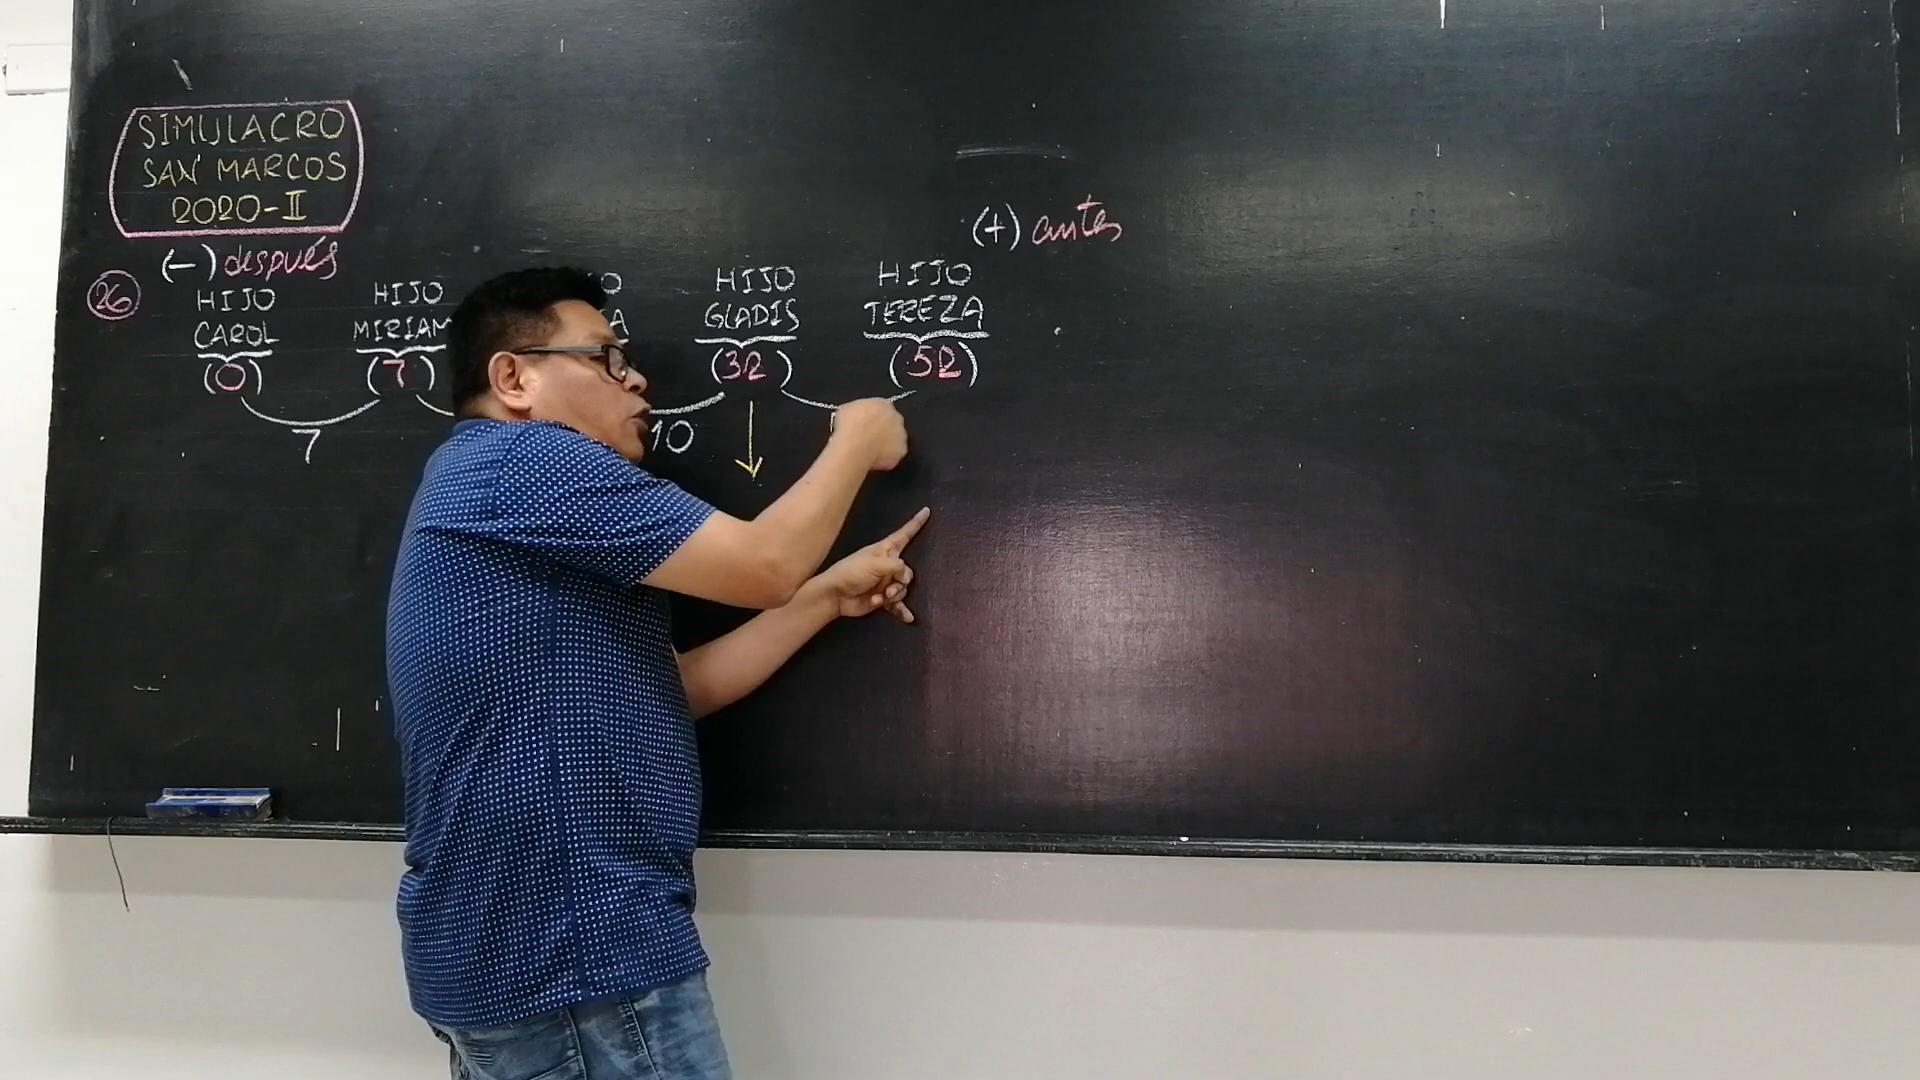 SIMULACRO
SAN MARCOS
2020-II
(-) después
(+) antes
26
HIJO
CAROL
(0)
HIJO
MIRIAM
(7)
HIJO
GLADIS
(32)
HIJO
TEREZA
(52)
7
10